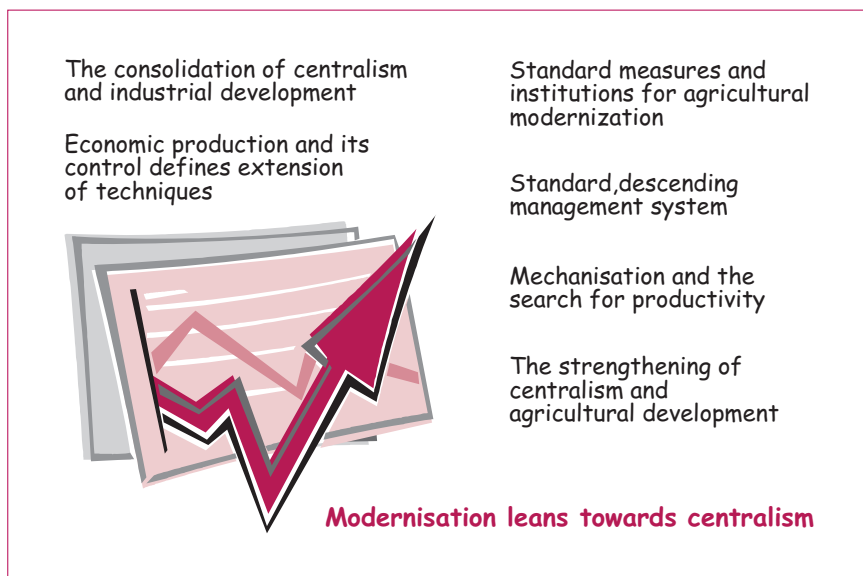 The consolidation of centralism
and industrial development
Economic production and its
control defines extension
of techniques
Standard measures and
institutions for agricultural
modernization
Standard,descending
management system
Mechanisation and the
search for productivity
The strengthening of
centralism and
agricultural development
Modernisation leans towards centralism